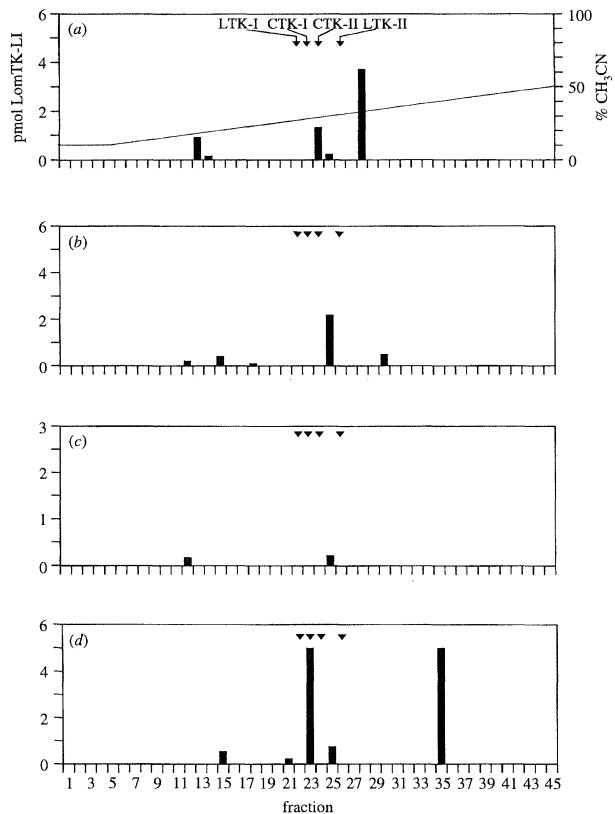 6 (a) LTK-I CTK-I CTK-II LTK-II 100
4
2 50
0 0
pmol LomTK-LI
% CH3CN
6 (b)
4
2
0
3 (c)
2
1
0
6 (d)
4
2
0
1 3 5 7 9 11 13 15 17 19 21 23 25 27 29 31 33 35 37 39 41 43 45
fraction